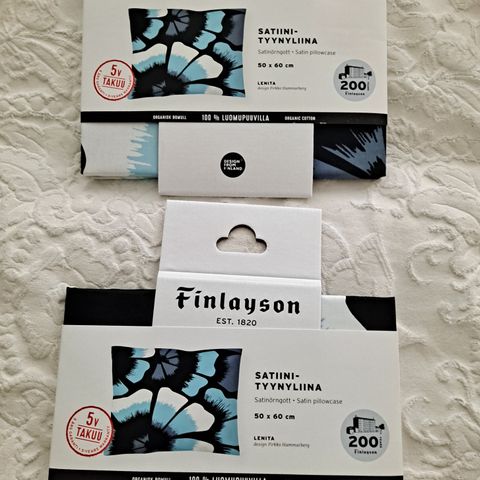 SATIINI-
TYYNYLIINA
Satinörngott • Satin pillowcase
50 x 60 cm
LENITA
design Pirkko Hammarberg
5v
TAKUU
200
Finlayson
ORGANISK BOMULL
100 % LUOMUPUUVILLA
ORGANIC COTTON
DESIGN
FROM
FINLAND
Finlayson
EST. 1820
SATIINI-
TYYNYLIINA
Satinörngott • Satin pillowcase
50 x 60 cm
LENITA
design Pirkko Hammarberg
5v
TAKUU
200
Finlayson
ORGANISK BOMULL
100 % LUOMUPUUVILLA
ORGANIC COTTON